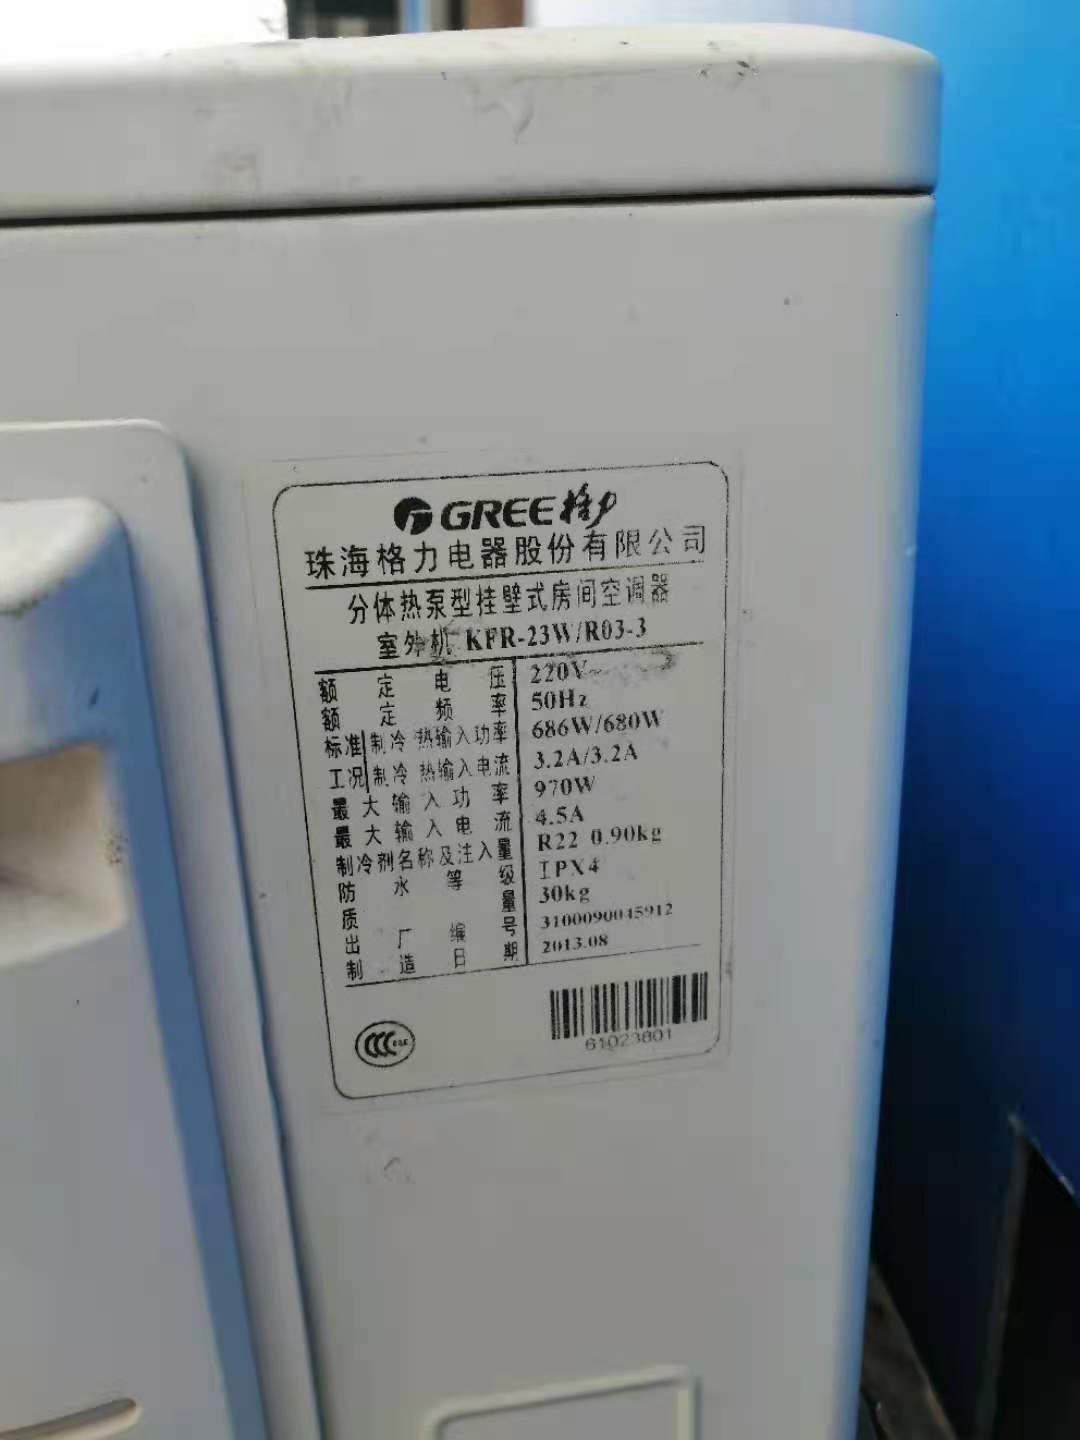 GREE格力
珠海格力电器股份有限公司
分体热泵型挂壁式房间空调器
室外机 KFR-23W/R03-3
额定电压 220V~
额定频率 50Hz
标准 制冷 热输入功率 686W/680W
工况 制冷 热输入电流 3.2A/3.2A
最大输入功率 970W
最大输入电流 4.5A
制冷剂名称及注入量 R22 0.90kg
防水等级 IPX4
质量 30kg
出厂编号 3100090045912
制造日期 2013.08
CCC
61023801